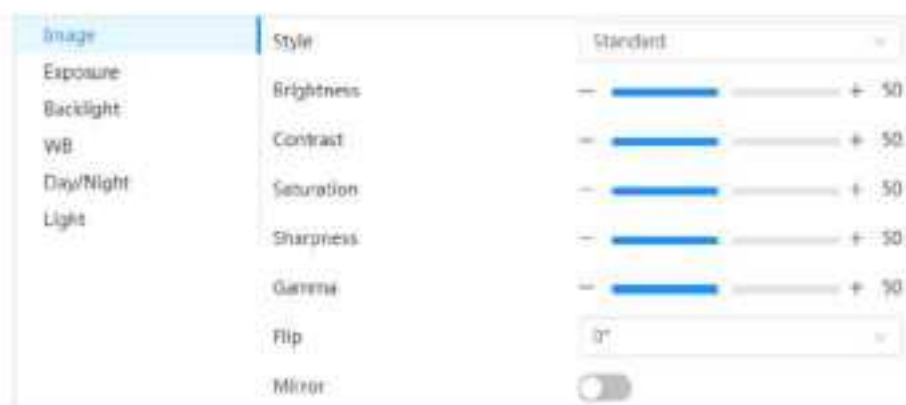 Image
Exposure
Backlight
WB
Day/Night
Light
Style Standard
Brightness − + 50
Contrast − + 50
Saturation − + 50
Sharpness − + 50
Gamma − + 50
Flip 0°
Mirror